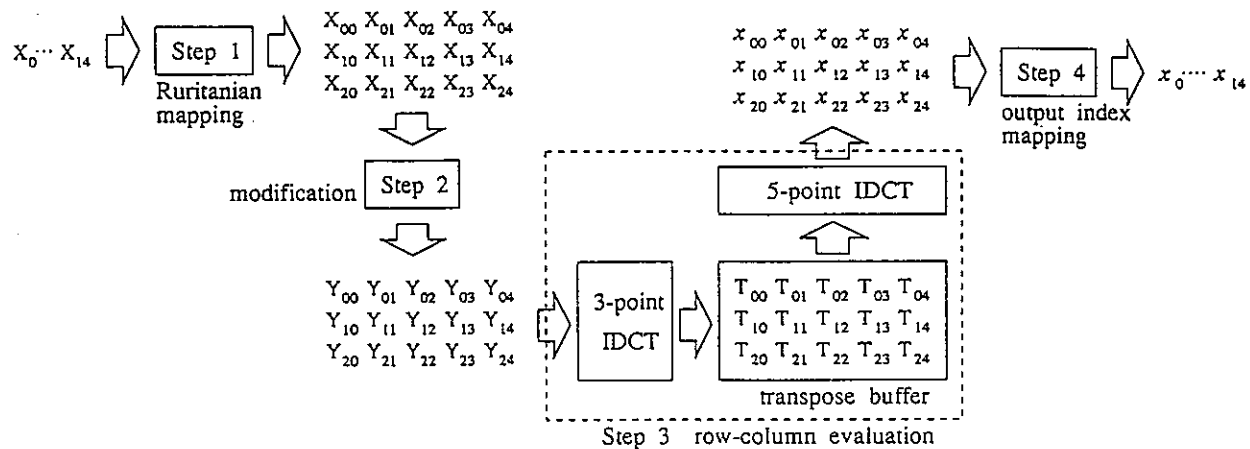 X₀··· X₁₄
Step 1
Ruritanian
mapping
X₀₀ X₀₁ X₀₂ X₀₃ X₀₄
X₁₀ X₁₁ X₁₂ X₁₃ X₁₄
X₂₀ X₂₁ X₂₂ X₂₃ X₂₄
modification
Step 2
Y₀₀ Y₀₁ Y₀₂ Y₀₃ Y₀₄
Y₁₀ Y₁₁ Y₁₂ Y₁₃ Y₁₄
Y₂₀ Y₂₁ Y₂₂ Y₂₃ Y₂₄
3-point
IDCT
T₀₀ T₀₁ T₀₂ T₀₃ T₀₄
T₁₀ T₁₁ T₁₂ T₁₃ T₁₄
T₂₀ T₂₁ T₂₂ T₂₃ T₂₄
transpose buffer
5-point IDCT
Step 3 row-column evaluation
x₀₀ x₀₁ x₀₂ x₀₃ x₀₄
x₁₀ x₁₁ x₁₂ x₁₃ x₁₄
x₂₀ x₂₁ x₂₂ x₂₃ x₂₄
Step 4
output index
mapping
x₀···· x₁₄